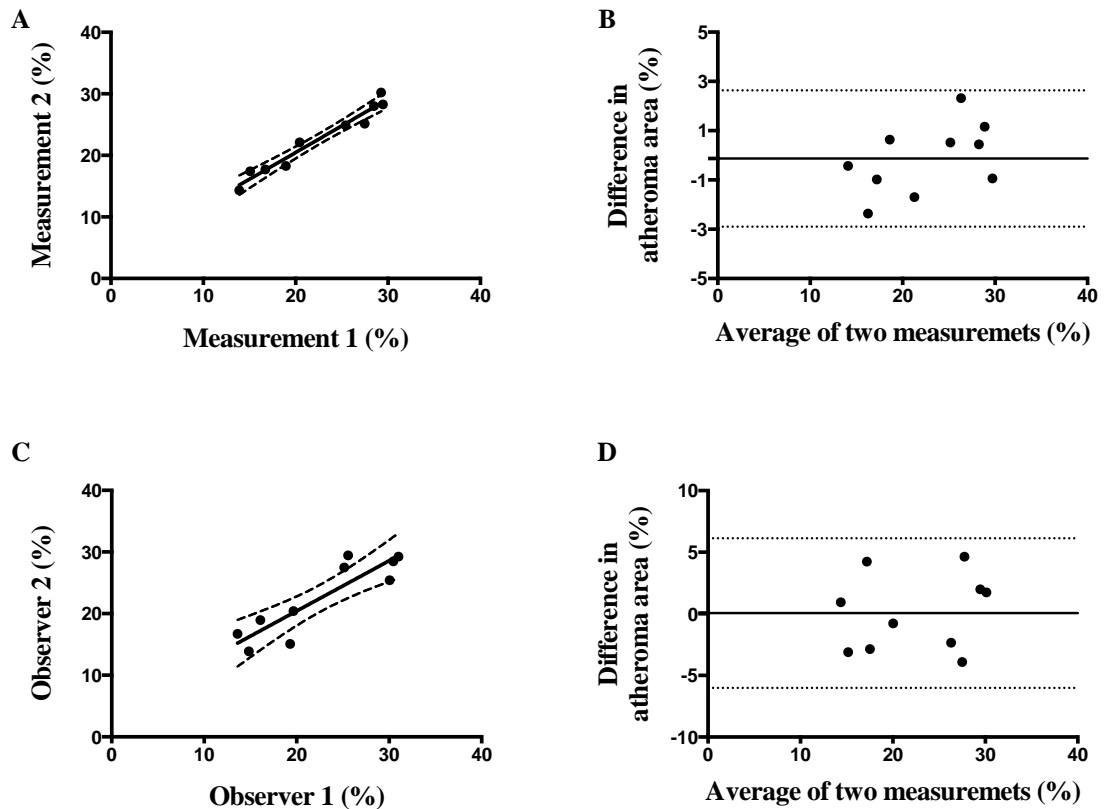 A
Measurement 2 (%)
40
30
20
10
0
0 10 20 30 40
Measurement 1 (%)
B
Difference in
atheroma area (%)
5
3
1
-1
-3
-5
0 10 20 30 40
Average of two measuremets (%)
C
Observer 2 (%)
40
30
20
10
0
0 10 20 30 40
Observer 1 (%)
D
Difference in
atheroma area (%)
10
5
0
-5
-10
0 10 20 30 40
Average of two measuremets (%)